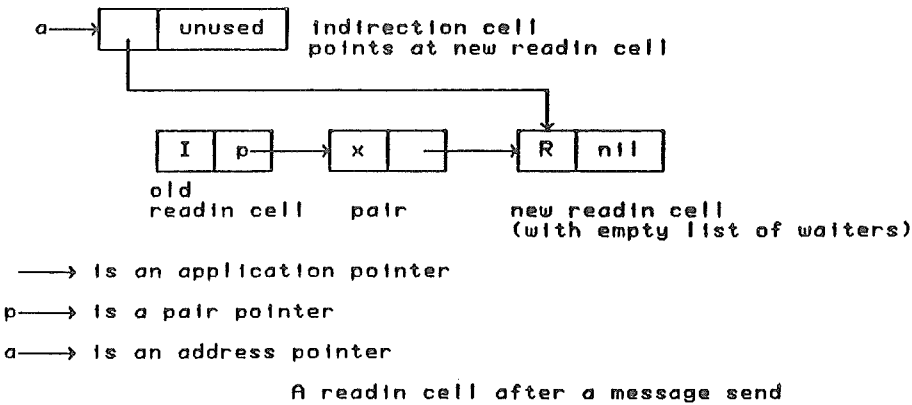 a unused indirection cell
points at new readin cell
I p x R nil
old
readin cell pair new readin cell
(with empty list of waiters)
is an application pointer
p is a pair pointer
a is an address pointer
A readin cell after a message send